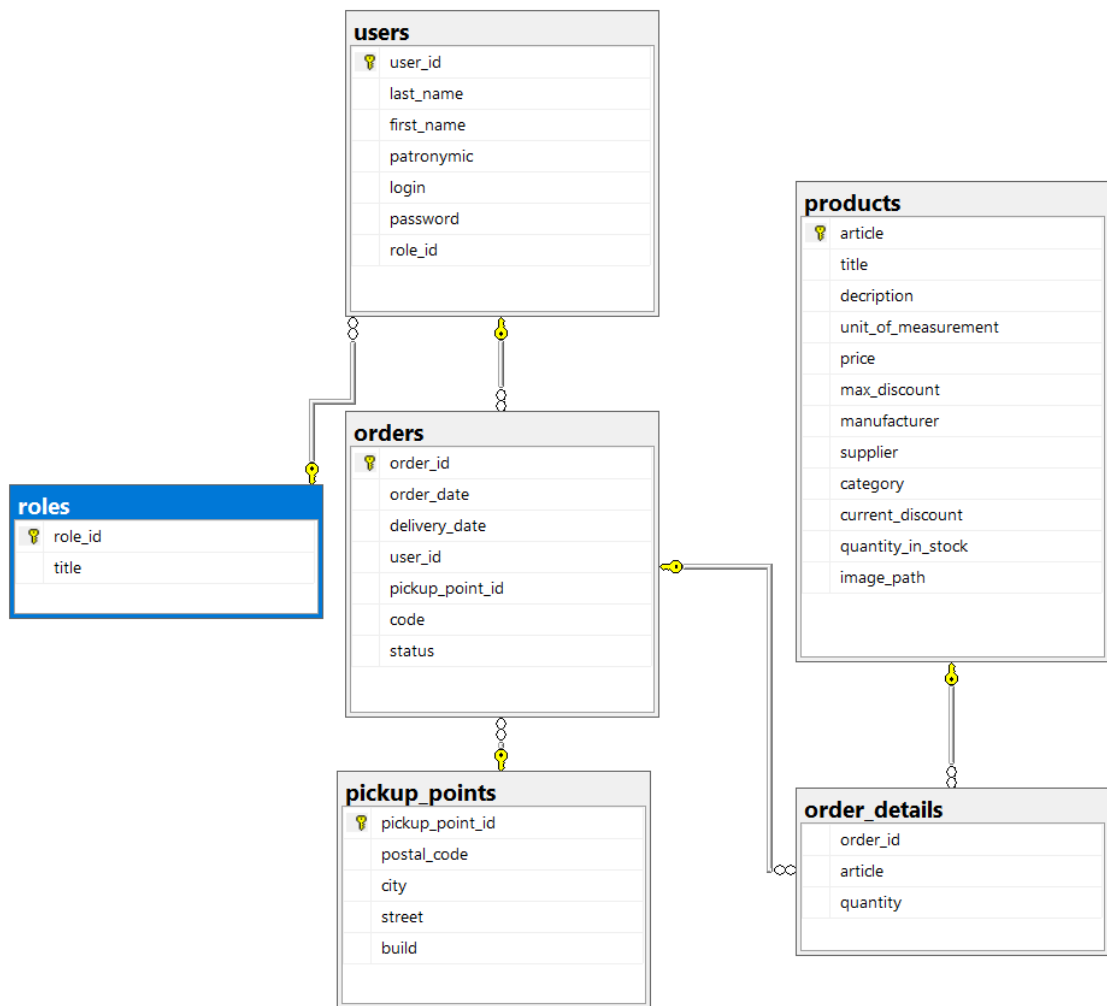 users
user_id
last_name
first_name
patronymic
login
password
role_id
products
article
title
decription
unit_of_measurement
price
max_discount
manufacturer
supplier
category
current_discount
quantity_in_stock
image_path
orders
order_id
order_date
delivery_date
user_id
pickup_point_id
code
status
roles
role_id
title
pickup_points
pickup_point_id
postal_code
city
street
build
order_details
order_id
article
quantity